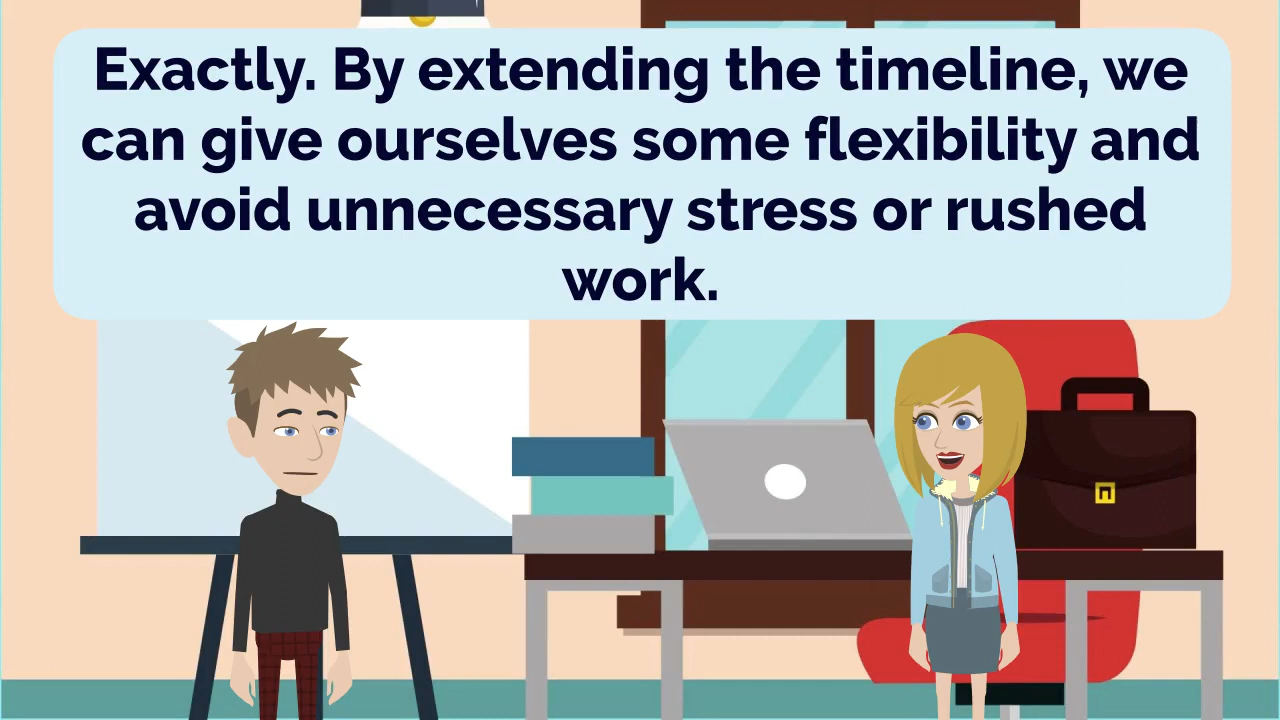 Exactly. By extending the timeline, we
can give ourselves some flexibility and
avoid unnecessary stress or rushed
work.